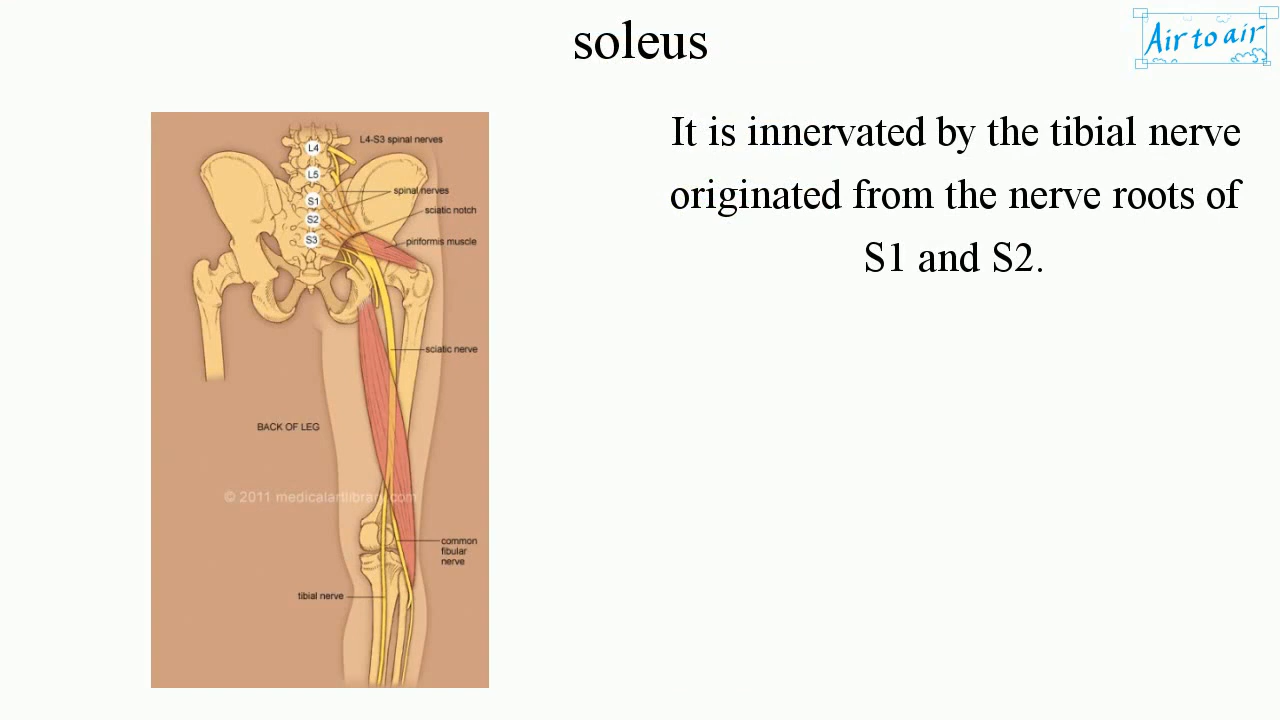 soleus
Air to air
It is innervated by the tibial nerve
originated from the nerve roots of
S1 and S2.
L4-S3 spinal nerves
L4
L5
spinal nerves
S1
sciatic notch
S2
S3
piriformis muscle
sciatic nerve
BACK OF LEG
© 2011 medicalartlibrary.com
common
fibular
nerve
tibial nerve